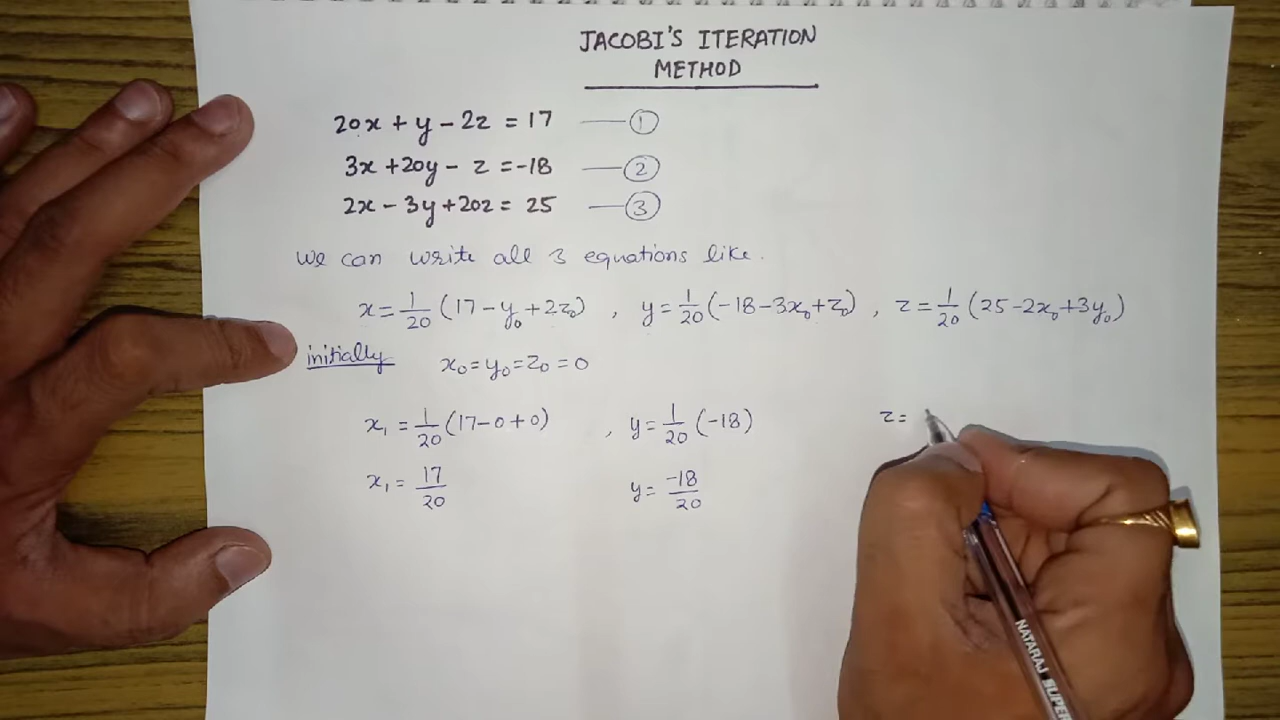 JACOBI'S ITERATION
METHOD
20x + y - 2z = 17 —— ①
3x + 20y - z = -18 —— ②
2x - 3y + 20z = 25 —— ③
We can write all 3 equations like.
x = 1/20 (17 - y₀ + 2z₀) , y = 1/20 (-18 - 3x₀ + z₀) , z = 1/20 (25 - 2x₀ + 3y₀)
initially x₀ = y₀ = z₀ = 0
x₁ = 1/20 (17 - 0 + 0) , y = 1/20 (-18) z =
x₁ = 17/20 y = -18/20
NATARAJ SUPER